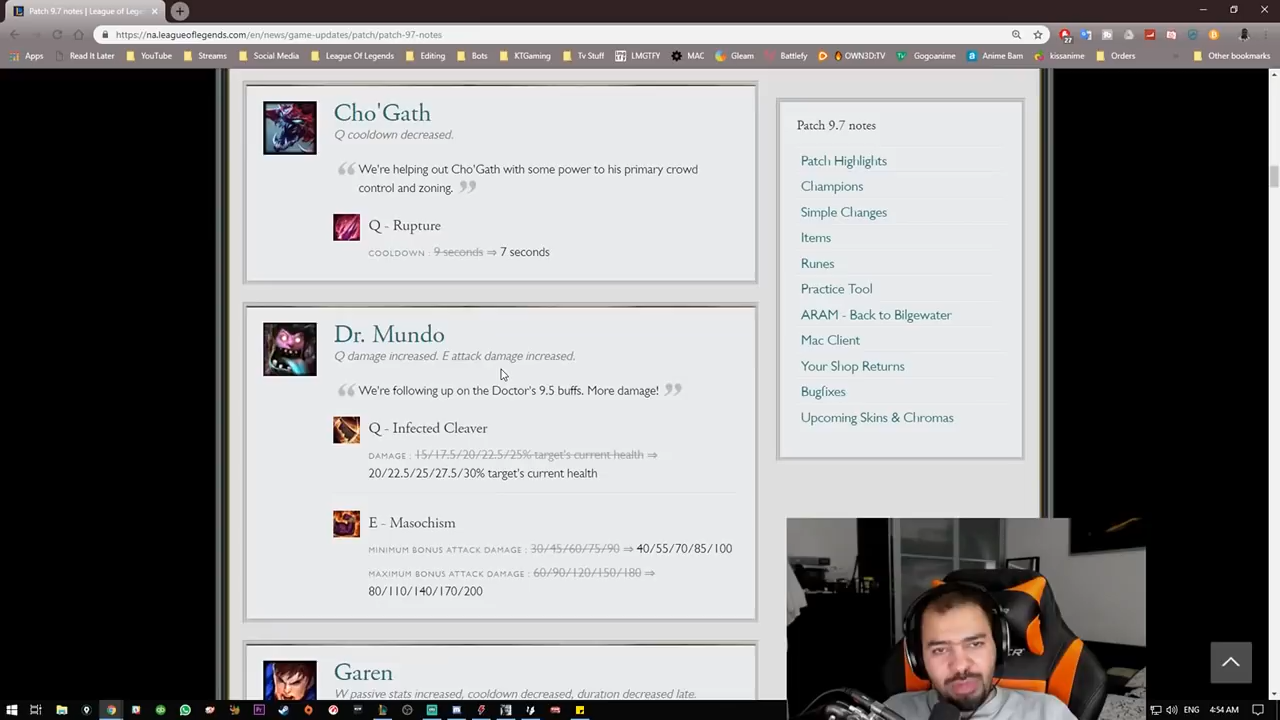 Patch 9.7 notes | League of Lege
https://na.leagueoflegends.com/en/news/game-updates/patch/patch-97-notes
22
Apps Read It Later YouTube Streams Social Media League Of Legends Editing Bots KTGaming Tv Stuff LMGTFY MAC Gleam Battlefy OWN3D:TV Gogoanime Anime Bam kissanime Orders Other bookmarks
Cho'Gath
Q cooldown decreased.
We're helping out Cho'Gath with some power to his primary crowd
control and zoning.
Q - Rupture
COOLDOWN : 9 seconds ⇒ 7 seconds
Dr. Mundo
Q damage increased. E attack damage increased.
We're following up on the Doctor's 9.5 buffs. More damage!
Q - Infected Cleaver
DAMAGE : 15/17.5/20/22.5/25% target's current health ⇒
20/22.5/25/27.5/30% target's current health
E - Masochism
MINIMUM BONUS ATTACK DAMAGE : 30/45/60/75/90 ⇒ 40/55/70/85/100
MAXIMUM BONUS ATTACK DAMAGE : 60/90/120/150/180 ⇒
80/110/140/170/200
Garen
W passive stats increased, cooldown decreased, duration decreased late.
Patch 9.7 notes
Patch Highlights
Champions
Simple Changes
Items
Runes
Practice Tool
ARAM - Back to Bilgewater
Mac Client
Your Shop Returns
Bugfixes
Upcoming Skins & Chromas
ENG 4:54 AM